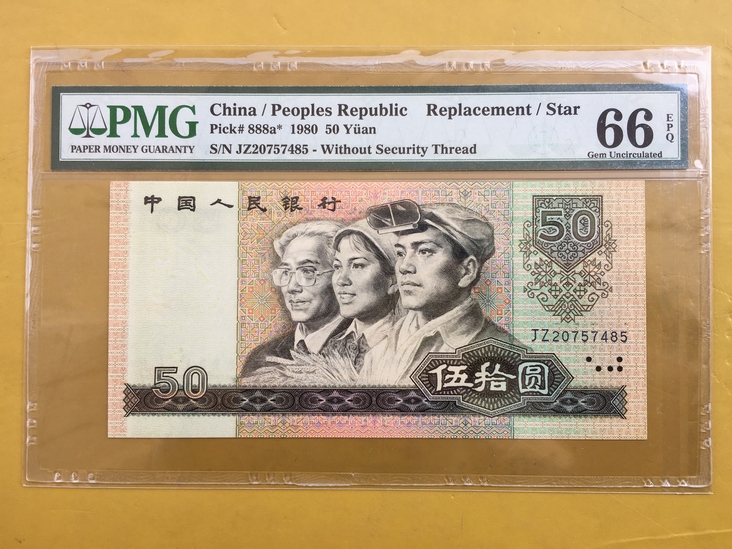 PMG
PAPER MONEY GUARANTY
China / Peoples Republic Replacement / Star
Pick# 888a* 1980 50 Yüan
S/N JZ20757485 - Without Security Thread
66 EPQ
Gem Uncirculated
中国人民银行
50
JZ20757485
50
伍拾圆